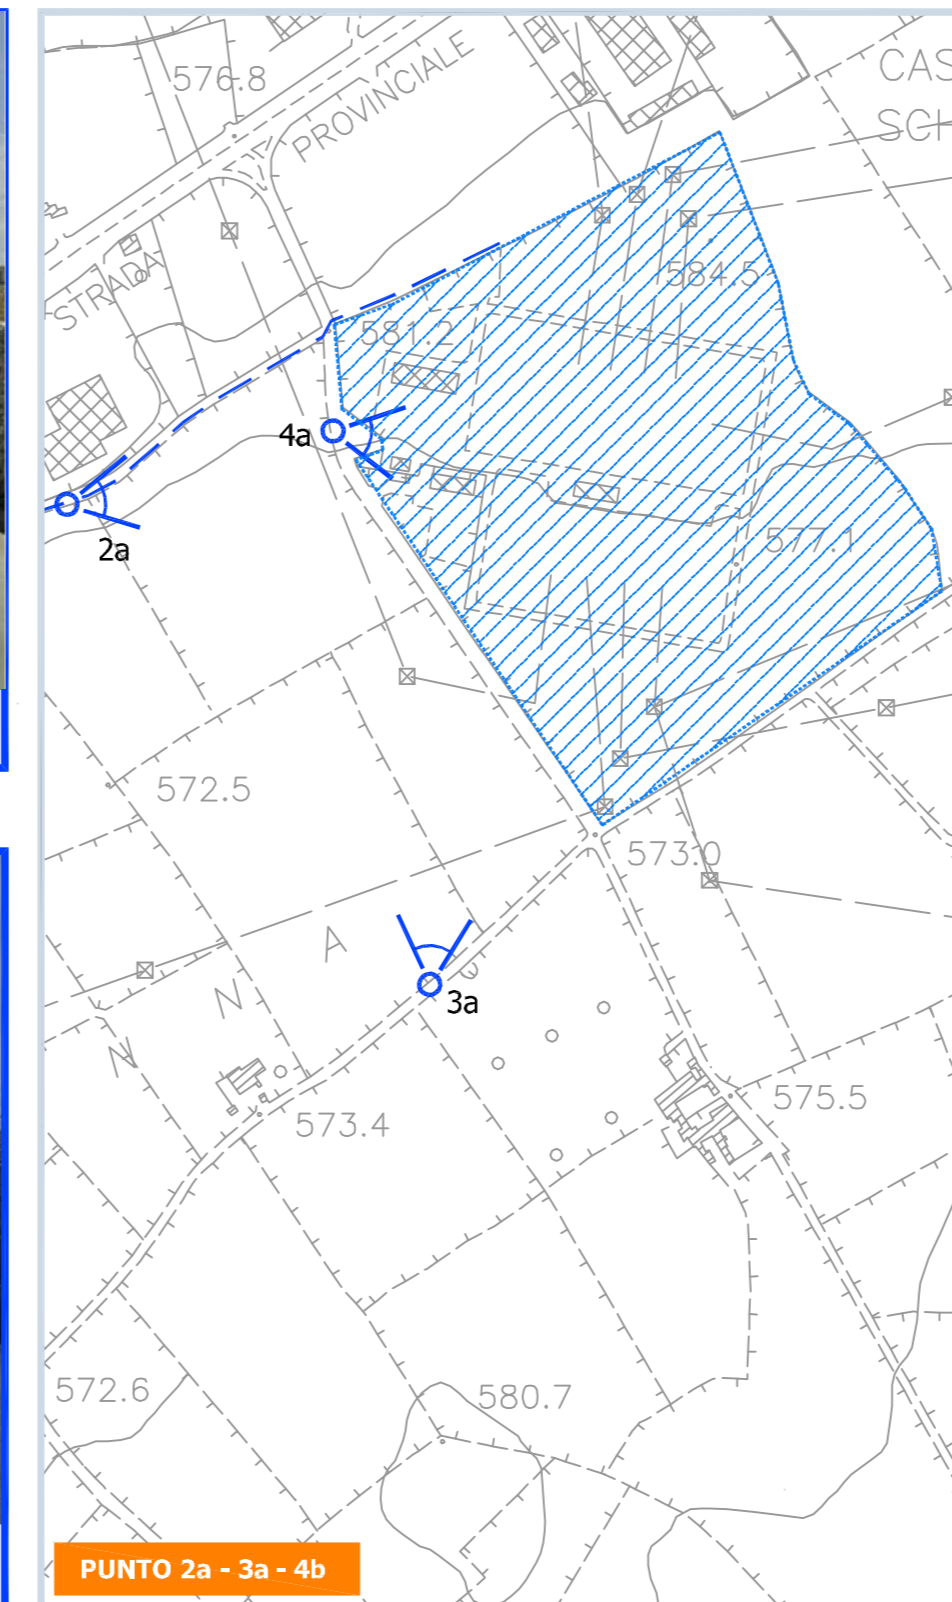 576.8
PROVINCIALE
CAS
SCH
STRADA
584.5
581.2
4a
2a
577.1
572.5
573.0
A
N
N
3a
573.4
575.5
572.6
580.7
PUNTO 2a - 3a - 4b